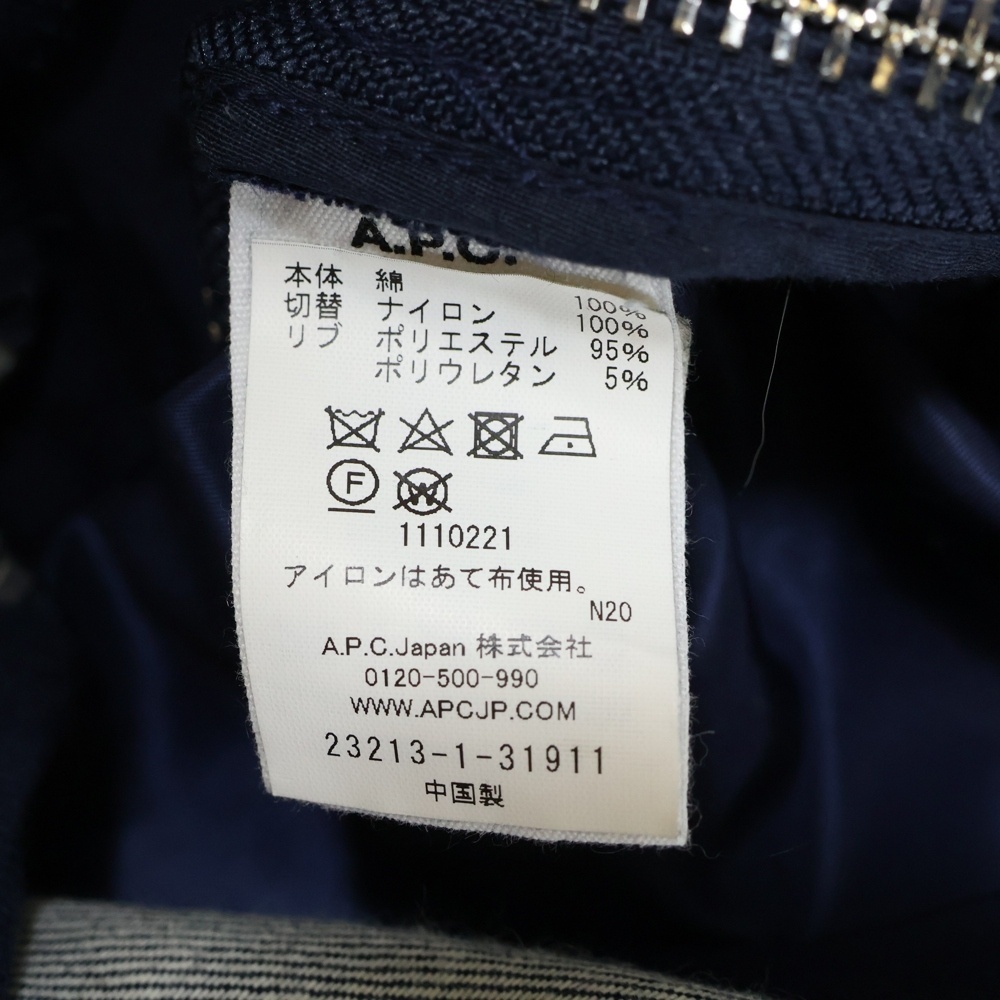 A.P.C.
本体 綿 100%
切替 ナイロン 100%
リブ ポリエステル 95%
ポリウレタン 5%
F W
1110221
アイロンはあて布使用。
N20
A.P.C.Japan 株式会社
0120-500-990
WWW.APCJP.COM
23213-1-31911
中国製